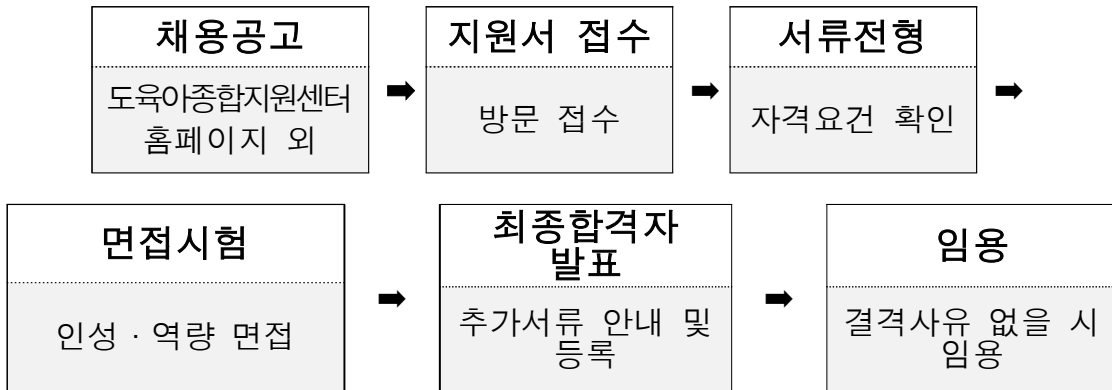 채용공고
도육아종합지원센터
홈페이지 외
➡
지원서 접수
방문 접수
➡
서류전형
자격요건 확인
➡
면접시험
인성 · 역량 면접
➡
최종합격자
발표
추가서류 안내 및
등록
➡
임용
결격사유 없을 시
임용